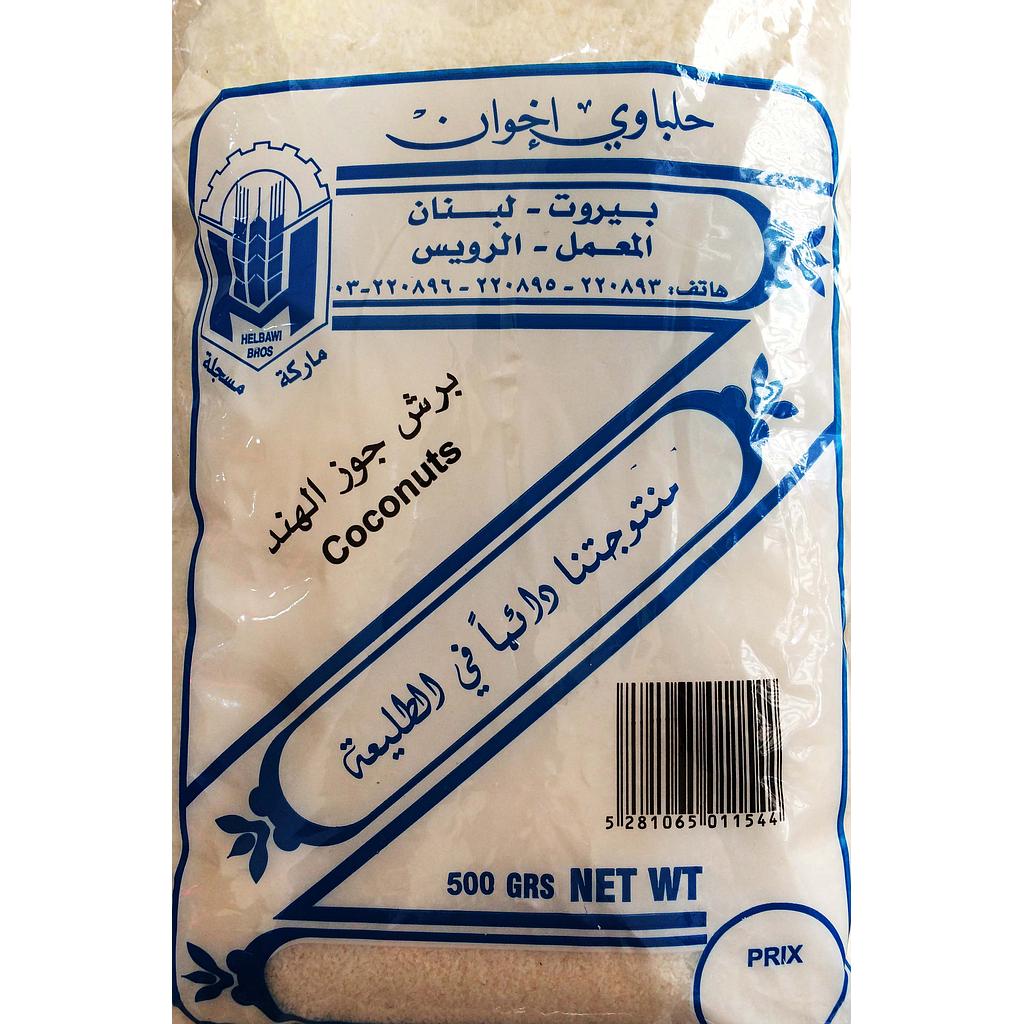 حلباوي إخوان
بيروت - لبنان
المعمل - الرويس
هاتف: ٢٢٠٨٩٣ - ٢٢٠٨٩٥ - ٢٢٠٨٩٦-٠٣
HELBAWI
BROS
ماركة مسجلة
برش جوز الهند
Coconuts
منتوجتنا دائباً في الطليعة
5 281065 011544
500 GRS NET WT
PRIX